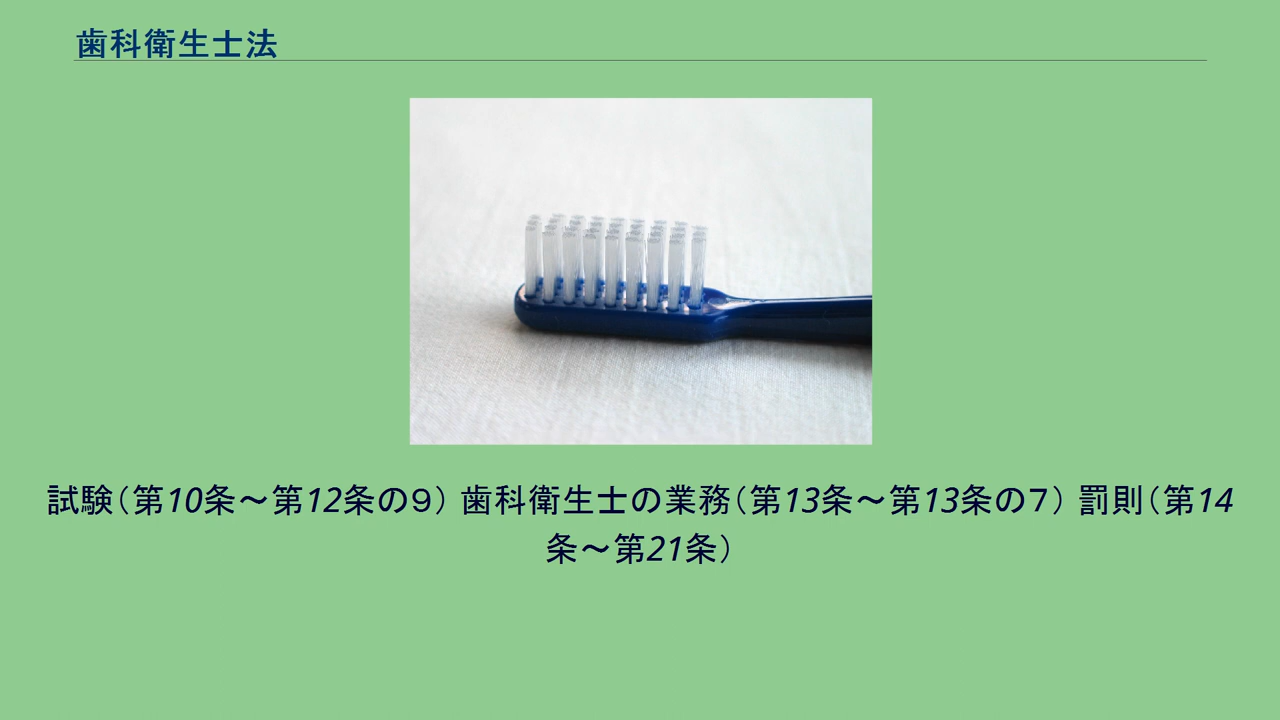 歯科衛生士法
試験（第10条～第12条の９） 歯科衛生士の業務（第13条～第13条の７） 罰則（第14
条～第21条）